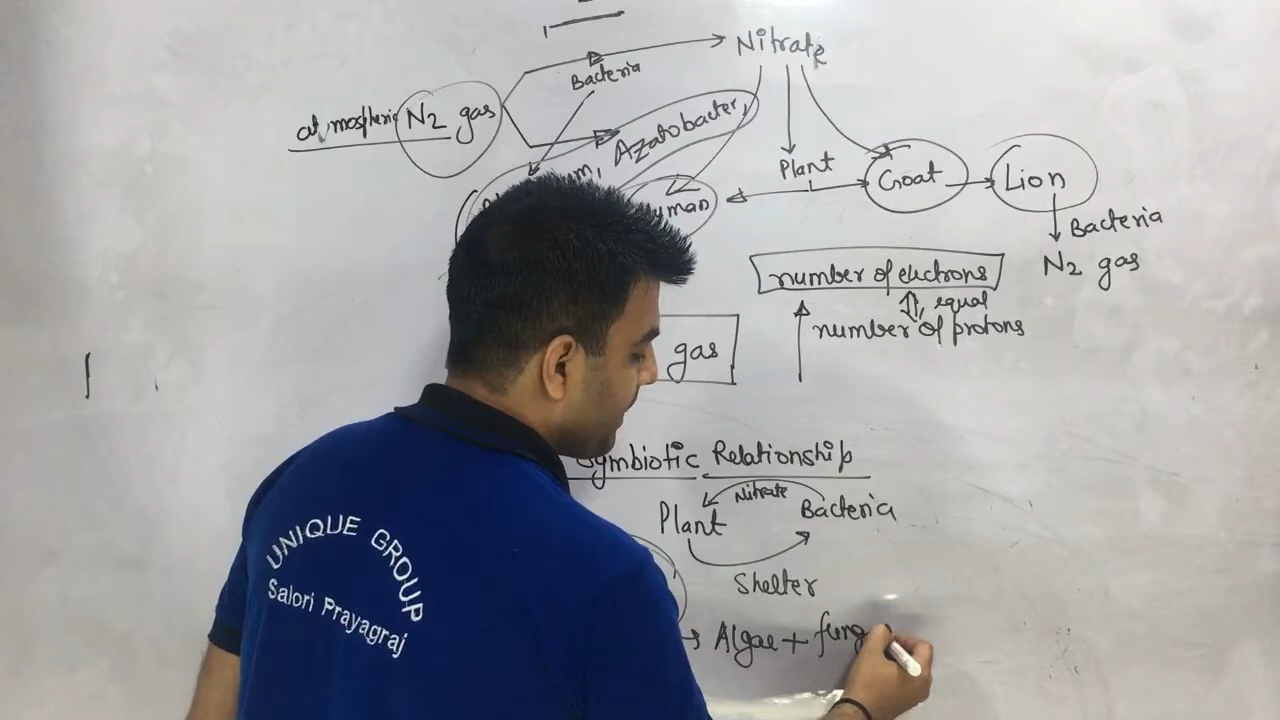 Nitrate
Bacteria
atmospheric N2 gas
Azatobacter,
Plant
Goat
Lion
Bacteria
N2 gas
number of electrons
equal
number of protons
gas
Symbiotic Relationship
Nitrate
Plant
Bacteria
Shelter
Algae + fung
UNIQUE GROUP
Salori Prayagraj